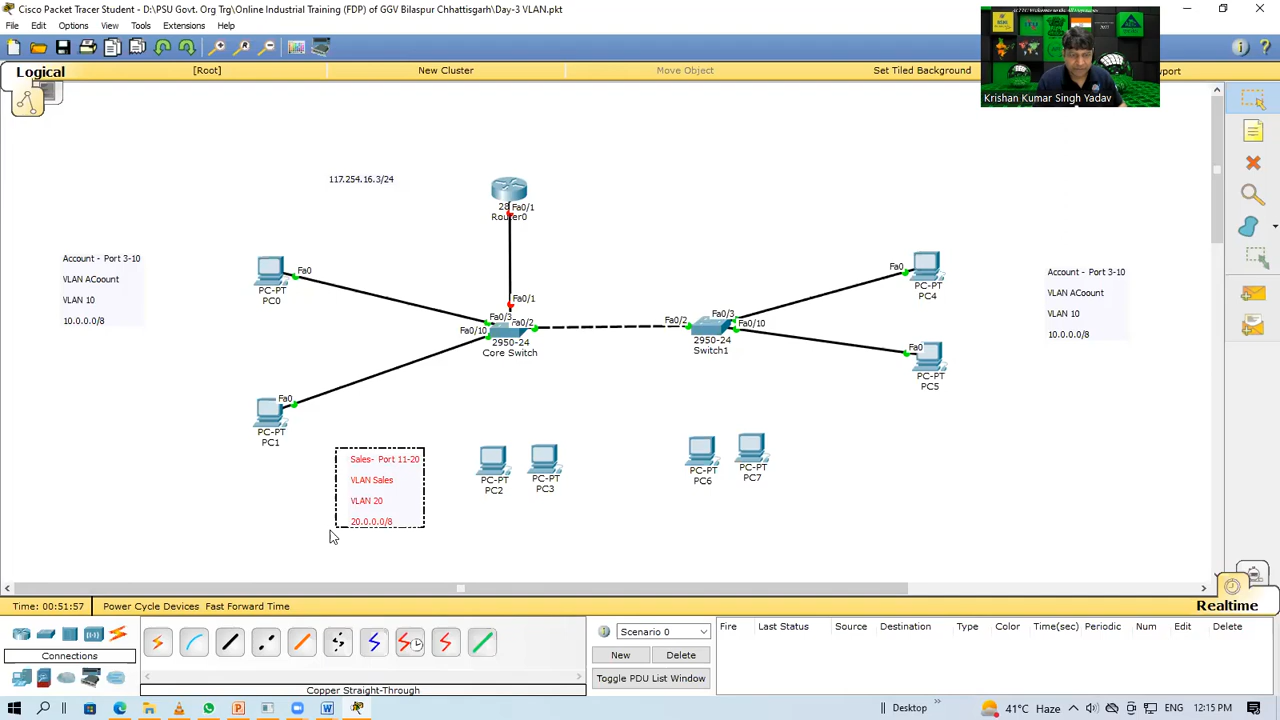 Cisco Packet Tracer Student - D:\PSU Govt. Org Trg\Online Industrial Training (FDP) of GGV Bilaspur Chhattisgarh\Day-3 VLAN.pkt
File Edit Options View Tools Extensions Help
Logical [Root] New Cluster Move Object Set Tiled Background
Krishan Kumar Singh Yadav
117.254.16.3/24
Fa0/1
Router0
Account - Port 3-10
VLAN ACoount
VLAN 10
10.0.0.0/8
Fa0
PC-PT
PC0
Fa0/1
Fa0/3
Fa0/2
Fa0/10
2950-24
Core Switch
Fa0/2
Fa0/3
Fa0/10
2950-24
Switch1
Fa0
PC-PT
PC4
Account - Port 3-10
VLAN ACoount
VLAN 10
10.0.0.0/8
Fa0
PC-PT
PC5
Fa0
PC-PT
PC1
Sales- Port 11-20
VLAN Sales
VLAN 20
20.0.0.0/8
PC-PT
PC2
PC-PT
PC3
PC-PT
PC6
PC-PT
PC7
Time: 00:51:57 Power Cycle Devices Fast Forward Time
Realtime
Connections
Copper Straight-Through
Scenario 0
New Delete
Toggle PDU List Window
Fire Last Status Source Destination Type Color Time(sec) Periodic Num Edit Delete
Desktop 41°C Haze ENG 12:15 PM